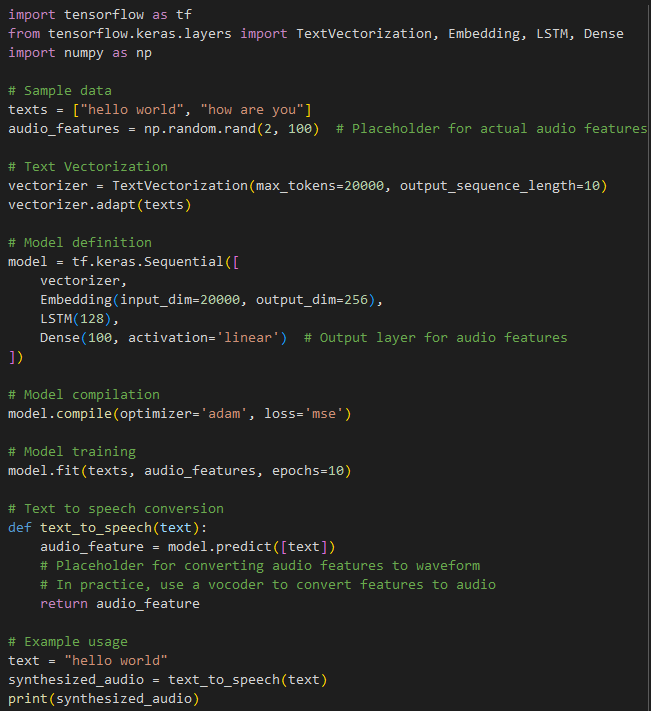 import tensorflow as tf
from tensorflow.keras.layers import TextVectorization, Embedding, LSTM, Dense
import numpy as np

# Sample data
texts = ["hello world", "how are you"]
audio_features = np.random.rand(2, 100)  # Placeholder for actual audio features

# Text Vectorization
vectorizer = TextVectorization(max_tokens=20000, output_sequence_length=10)
vectorizer.adapt(texts)

# Model definition
model = tf.keras.Sequential([
    vectorizer,
    Embedding(input_dim=20000, output_dim=256),
    LSTM(128),
    Dense(100, activation='linear')  # Output layer for audio features
])

# Model compilation
model.compile(optimizer='adam', loss='mse')

# Model training
model.fit(texts, audio_features, epochs=10)

# Text to speech conversion
def text_to_speech(text):
    audio_feature = model.predict([text])
    # Placeholder for converting audio features to waveform
    # In practice, use a vocoder to convert features to audio
    return audio_feature

# Example usage
text = "hello world"
synthesized_audio = text_to_speech(text)
print(synthesized_audio)